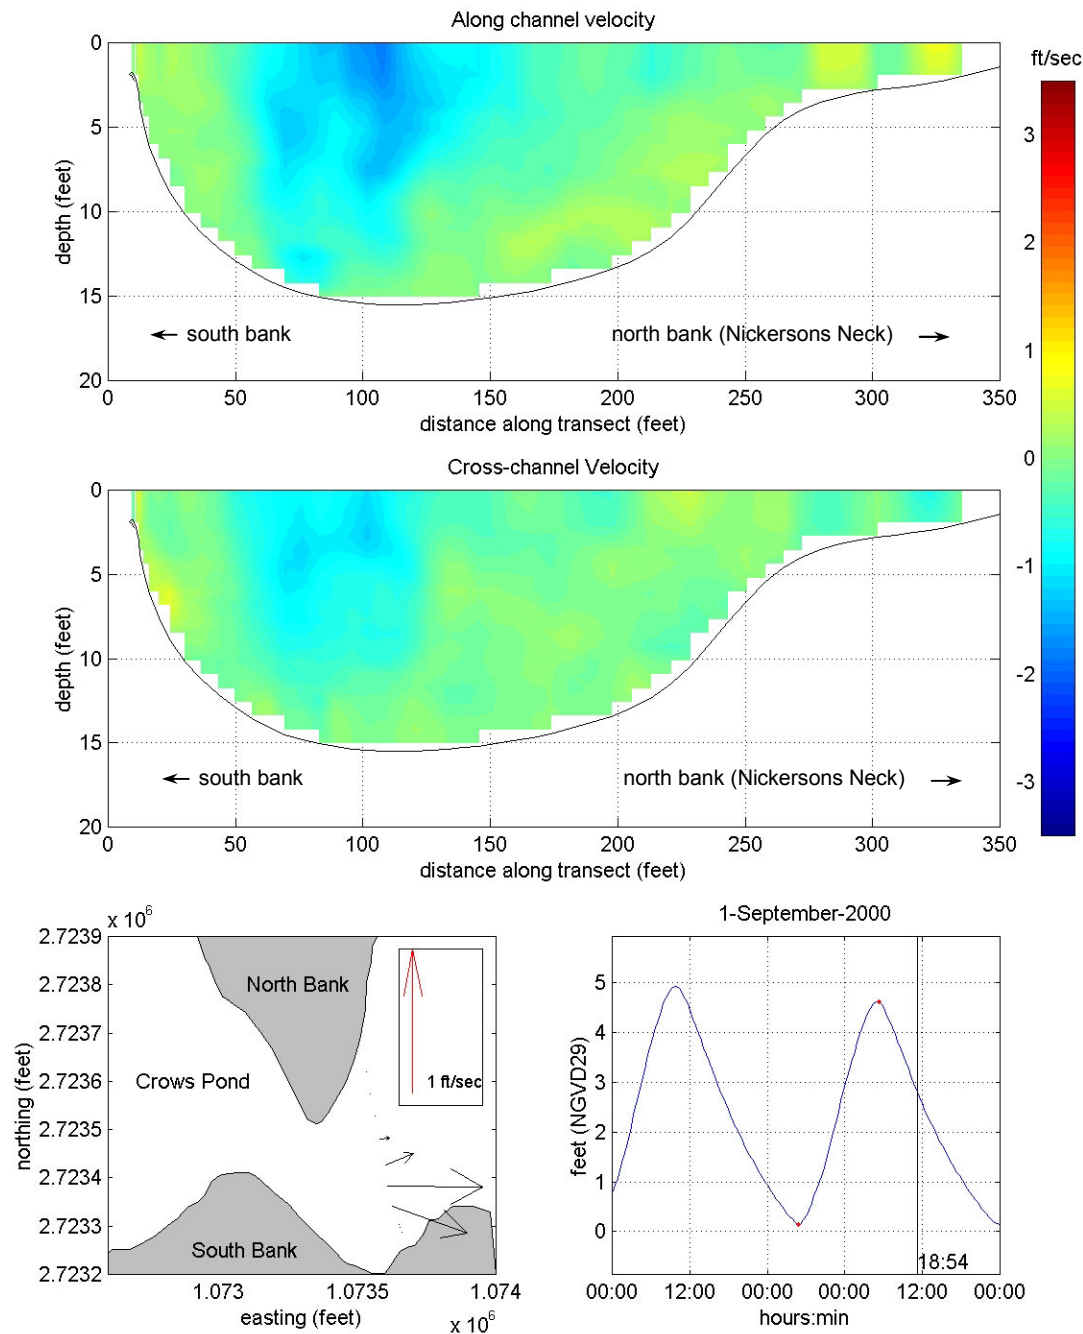 Along channel velocity
ft/sec
0
5
10
15
20
depth (feet)
south bank
north bank (Nickersons Neck)
0 50 100 150 200 250 300 350
distance along transect (feet)
3
2
1
0
-1
-2
-3
Cross-channel Velocity
0
5
10
15
20
depth (feet)
south bank
north bank (Nickersons Neck)
0 50 100 150 200 250 300 350
distance along transect (feet)
x 10^6
2.7239
2.7238
2.7237
2.7236
2.7235
2.7234
2.7233
2.7232
northing (feet)
North Bank
Crows Pond
1 ft/sec
South Bank
1.073 1.0735 1.074
easting (feet)
x 10^6
1-September-2000
5
4
3
2
1
0
feet (NGVD29)
18:54
00:00 12:00 00:00 00:00 12:00 00:00
hours:min